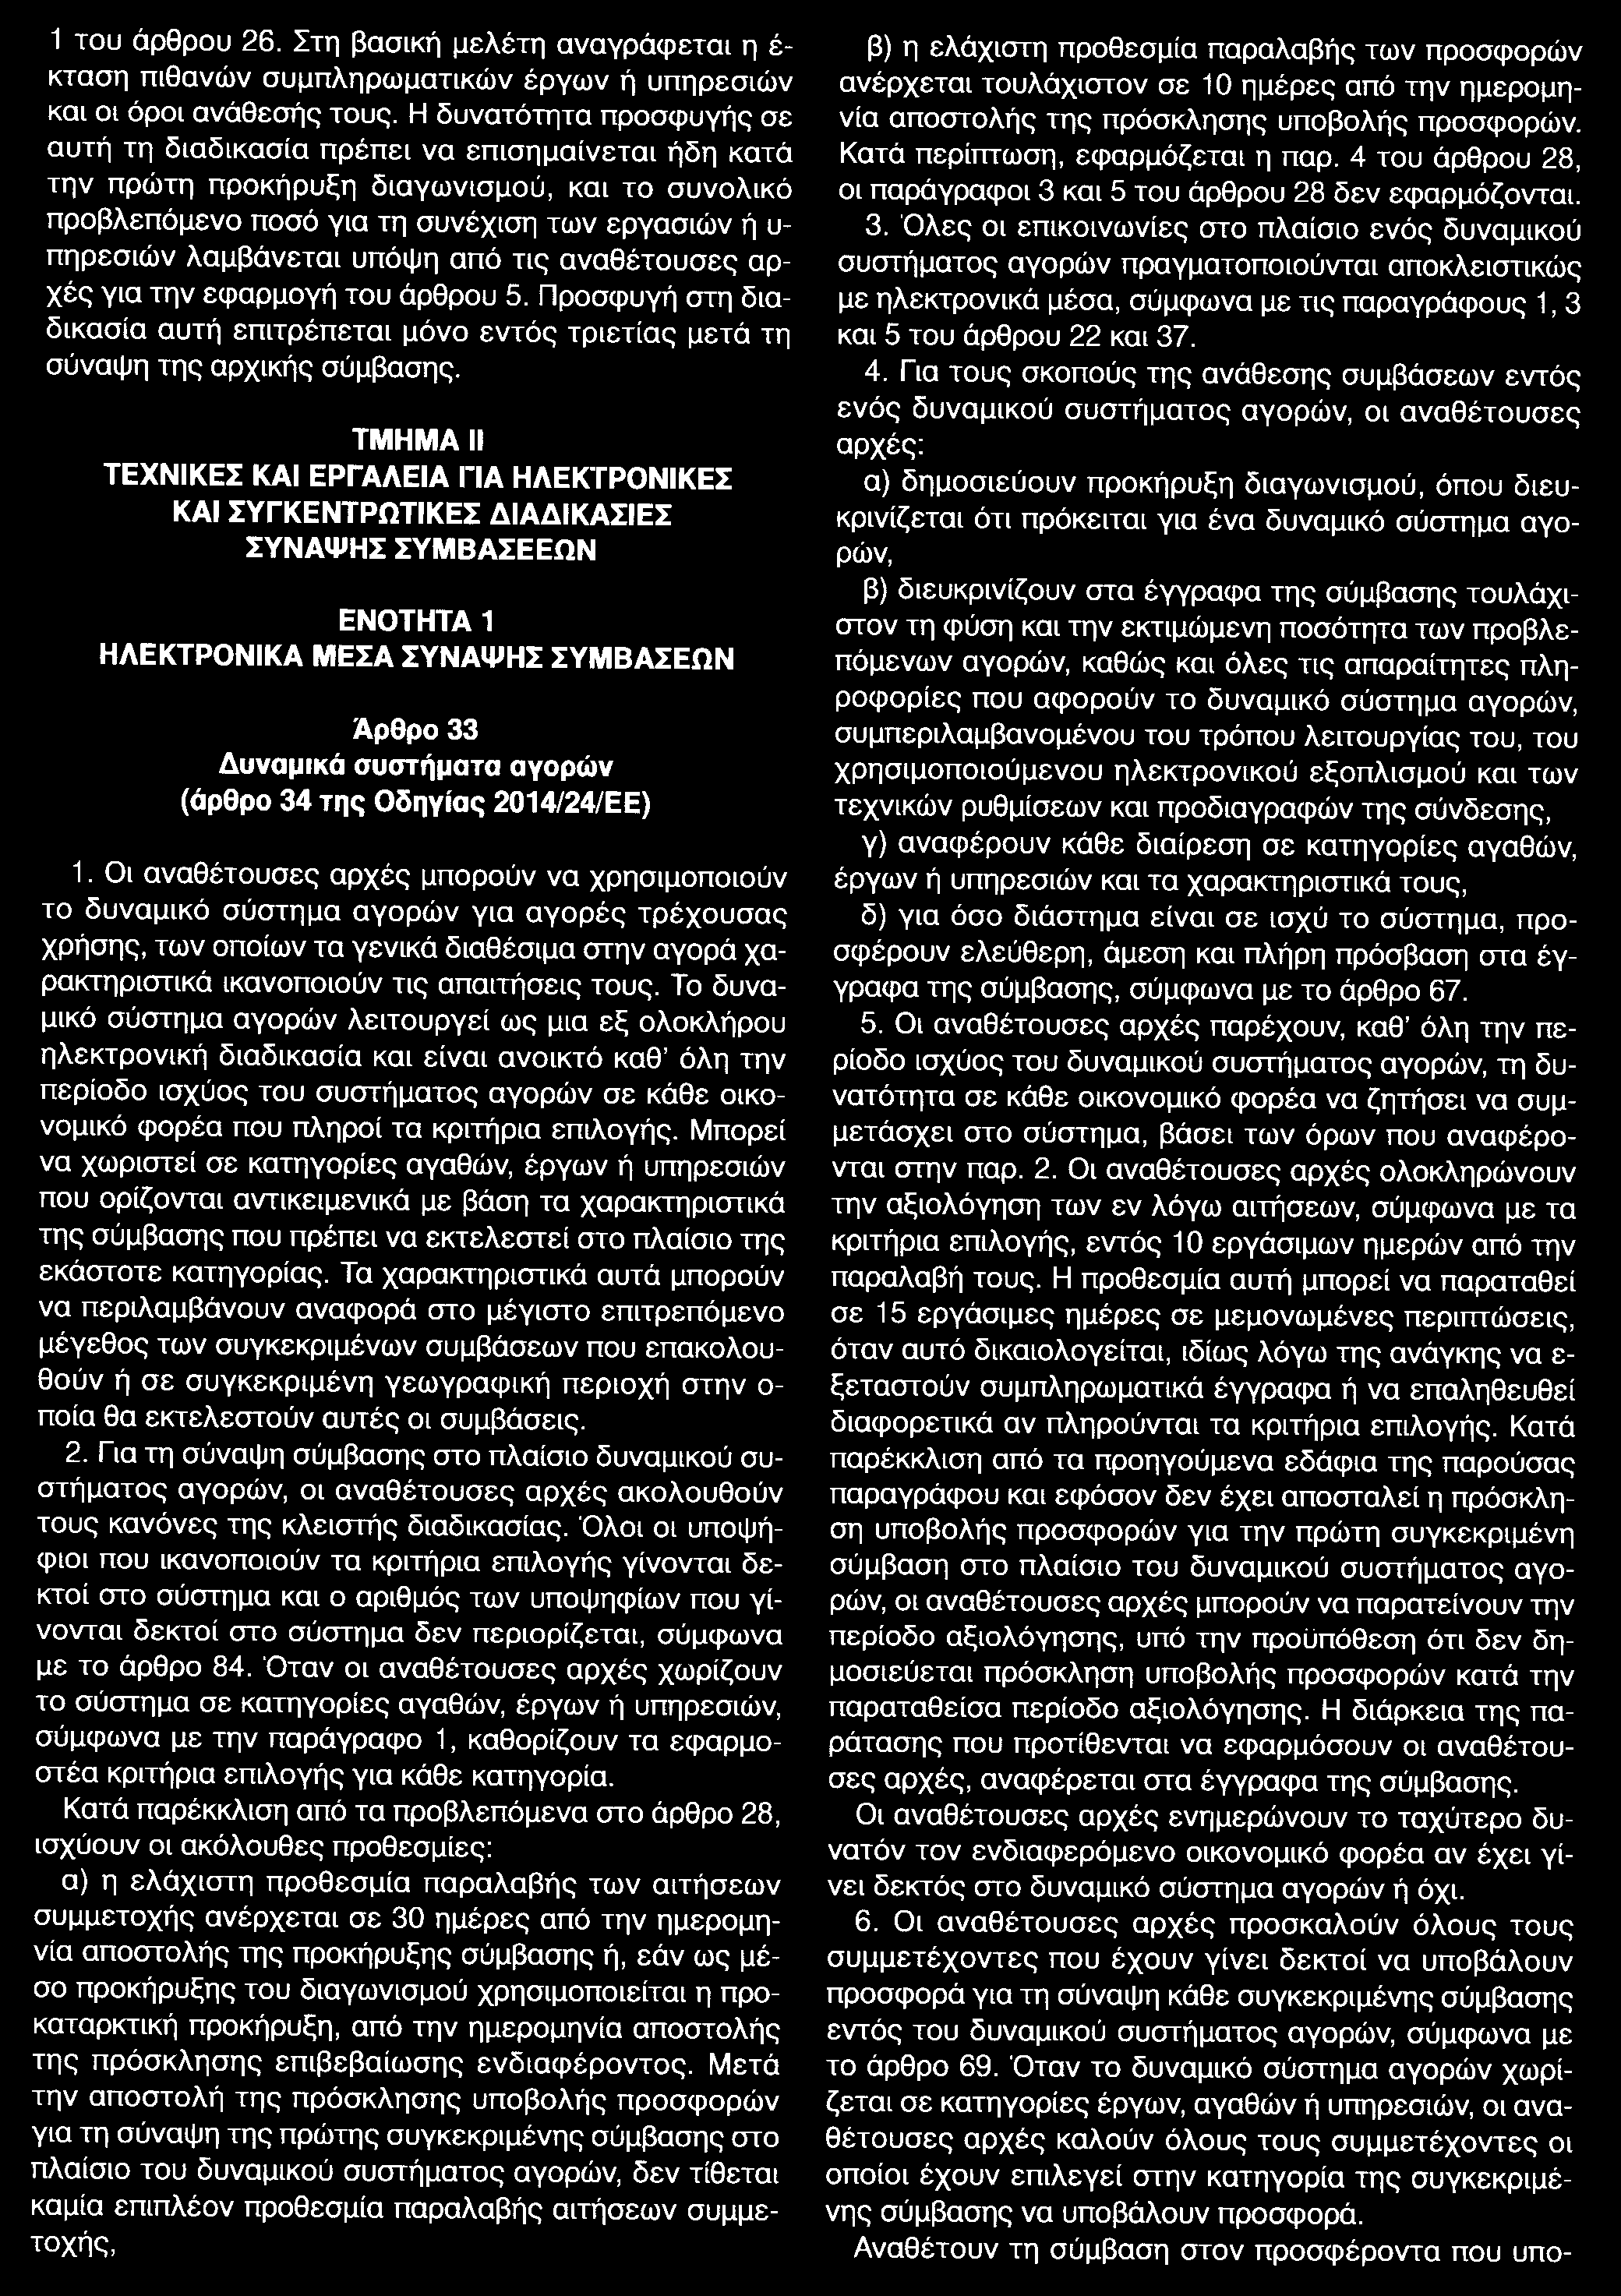 1 του άρθρου 26. Στη βασική μελέτη αναγράφεται η έ-
κταση πιθανών συμπληρωματικών έργων ή υπηρεσιών
και οι όροι ανάθεσής τους. Η δυνατότητα προσφυγής σε
αυτή τη διαδικασία πρέπει να επισημαίνεται ήδη κατά
την πρώτη προκήρυξη διαγωνισμού, και το συνολικό
προβλεπόμενο ποσό για τη συνέχιση των εργασιών ή υ-
πηρεσιών λαμβάνεται υπόψη από τις αναθέτουσες αρ-
χές για την εφαρμογή του άρθρου 5. Προσφυγή στη δια-
δικασία αυτή επιτρέπεται μόνο εντός τριετίας μετά τη
σύναψη της αρχικής σύμβασης.
ΤΜΗΜΑ ΙΙ
ΤΕΧΝΙΚΕΣ ΚΑΙ ΕΡΓΑΛΕΙΑ ΓΙΑ ΗΛΕΚΤΡΟΝΙΚΕΣ
ΚΑΙ ΣΥΓΚΕΝΤΡΩΤΙΚΕΣ ΔΙΑΔΙΚΑΣΙΕΣ
ΣΥΝΑΨΗΣ ΣΥΜΒΑΣΕΕΩΝ
ΕΝΟΤΗΤΑ 1
ΗΛΕΚΤΡΟΝΙΚΑ ΜΕΣΑ ΣΥΝΑΨΗΣ ΣΥΜΒΑΣΕΩΝ
Άρθρο 33
Δυναμικά συστήματα αγορών
(άρθρο 34 της Οδηγίας 2014/24/ΕΕ)
1. Οι αναθέτουσες αρχές μπορούν να χρησιμοποιούν
το δυναμικό σύστημα αγορών για αγορές τρέχουσας
χρήσης, των οποίων τα γενικά διαθέσιμα στην αγορά χα-
ρακτηριστικά ικανοποιούν τις απαιτήσεις τους. Το δυνα-
μικό σύστημα αγορών λειτουργεί ως μια εξ ολοκλήρου
ηλεκτρονική διαδικασία και είναι ανοικτό καθ’ όλη την
περίοδο ισχύος του συστήματος αγορών σε κάθε οικο-
νομικό φορέα που πληροί τα κριτήρια επιλογής. Μπορεί
να χωριστεί σε κατηγορίες αγαθών, έργων ή υπηρεσιών
που ορίζονται αντικειμενικά με βάση τα χαρακτηριστικά
της σύμβασης που πρέπει να εκτελεστεί στο πλαίσιο της
εκάστοτε κατηγορίας. Τα χαρακτηριστικά αυτά μπορούν
να περιλαμβάνουν αναφορά στο μέγιστο επιτρεπόμενο
μέγεθος των συγκεκριμένων συμβάσεων που επακολου-
θούν ή σε συγκεκριμένη γεωγραφική περιοχή στην ο-
ποία θα εκτελεστούν αυτές οι συμβάσεις.
2. Για τη σύναψη σύμβασης στο πλαίσιο δυναμικού συ-
στήματος αγορών, οι αναθέτουσες αρχές ακολουθούν
τους κανόνες της κλειστής διαδικασίας. Όλοι οι υποψή-
φιοι που ικανοποιούν τα κριτήρια επιλογής γίνονται δε-
κτοί στο σύστημα και ο αριθμός των υποψηφίων που γί-
νονται δεκτοί στο σύστημα δεν περιορίζεται, σύμφωνα
με το άρθρο 84. Όταν οι αναθέτουσες αρχές χωρίζουν
το σύστημα σε κατηγορίες αγαθών, έργων ή υπηρεσιών,
σύμφωνα με την παράγραφο 1, καθορίζουν τα εφαρμο-
στέα κριτήρια επιλογής για κάθε κατηγορία.
Κατά παρέκκλιση από τα προβλεπόμενα στο άρθρο 28,
ισχύουν οι ακόλουθες προθεσμίες:
α) η ελάχιστη προθεσμία παραλαβής των αιτήσεων
συμμετοχής ανέρχεται σε 30 ημέρες από την ημερομη-
νία αποστολής της προκήρυξης σύμβασης ή, εάν ως μέ-
σο προκήρυξης του διαγωνισμού χρησιμοποιείται η προ-
καταρκτική προκήρυξη, από την ημερομηνία αποστολής
της πρόσκλησης επιβεβαίωσης ενδιαφέροντος. Μετά
την αποστολή της πρόσκλησης υποβολής προσφορών
για τη σύναψη της πρώτης συγκεκριμένης σύμβασης στο
πλαίσιο του δυναμικού συστήματος αγορών, δεν τίθεται
καμία επιπλέον προθεσμία παραλαβής αιτήσεων συμμε-
τοχής,
β) η ελάχιστη προθεσμία παραλαβής των προσφορών
ανέρχεται τουλάχιστον σε 10 ημέρες από την ημερομη-
νία αποστολής της πρόσκλησης υποβολής προσφορών.
Κατά περίπτωση, εφαρμόζεται η παρ. 4 του άρθρου 28,
οι παράγραφοι 3 και 5 του άρθρου 28 δεν εφαρμόζονται.
3. Όλες οι επικοινωνίες στο πλαίσιο ενός δυναμικού
συστήματος αγορών πραγματοποιούνται αποκλειστικώς
με ηλεκτρονικά μέσα, σύμφωνα με τις παραγράφους 1, 3
και 5 του άρθρου 22 και 37.
4. Για τους σκοπούς της ανάθεσης συμβάσεων εντός
ενός δυναμικού συστήματος αγορών, οι αναθέτουσες
αρχές:
α) δημοσιεύουν προκήρυξη διαγωνισμού, όπου διευ-
κρινίζεται ότι πρόκειται για ένα δυναμικό σύστημα αγο-
ρών,
β) διευκρινίζουν στα έγγραφα της σύμβασης τουλάχι-
στον τη φύση και την εκτιμώμενη ποσότητα των προβλε-
πόμενων αγορών, καθώς και όλες τις απαραίτητες πλη-
ροφορίες που αφορούν το δυναμικό σύστημα αγορών,
συμπεριλαμβανομένου του τρόπου λειτουργίας του, του
χρησιμοποιούμενου ηλεκτρονικού εξοπλισμού και των
τεχνικών ρυθμίσεων και προδιαγραφών της σύνδεσης,
γ) αναφέρουν κάθε διαίρεση σε κατηγορίες αγαθών,
έργων ή υπηρεσιών και τα χαρακτηριστικά τους,
δ) για όσο διάστημα είναι σε ισχύ το σύστημα, προ-
σφέρουν ελεύθερη, άμεση και πλήρη πρόσβαση στα έγ-
γραφα της σύμβασης, σύμφωνα με το άρθρο 67.
5. Οι αναθέτουσες αρχές παρέχουν, καθ’ όλη την πε-
ρίοδο ισχύος του δυναμικού συστήματος αγορών, τη δυ-
νατότητα σε κάθε οικονομικό φορέα να ζητήσει να συμ-
μετάσχει στο σύστημα, βάσει των όρων που αναφέρο-
νται στην παρ. 2. Οι αναθέτουσες αρχές ολοκληρώνουν
την αξιολόγηση των εν λόγω αιτήσεων, σύμφωνα με τα
κριτήρια επιλογής, εντός 10 εργάσιμων ημερών από την
παραλαβή τους. Η προθεσμία αυτή μπορεί να παραταθεί
σε 15 εργάσιμες ημέρες σε μεμονωμένες περιπτώσεις,
όταν αυτό δικαιολογείται, ιδίως λόγω της ανάγκης να ε-
ξεταστούν συμπληρωματικά έγγραφα ή να επαληθευθεί
διαφορετικά αν πληρούνται τα κριτήρια επιλογής. Κατά
παρέκκλιση από τα προηγούμενα εδάφια της παρούσας
παραγράφου και εφόσον δεν έχει αποσταλεί η πρόσκλη-
ση υποβολής προσφορών για την πρώτη συγκεκριμένη
σύμβαση στο πλαίσιο του δυναμικού συστήματος αγο-
ρών, οι αναθέτουσες αρχές μπορούν να παρατείνουν την
περίοδο αξιολόγησης, υπό την προϋπόθεση ότι δεν δη-
μοσιεύεται πρόσκληση υποβολής προσφορών κατά την
παραταθείσα περίοδο αξιολόγησης. Η διάρκεια της πα-
ράτασης που προτίθενται να εφαρμόσουν οι αναθέτου-
σες αρχές, αναφέρεται στα έγγραφα της σύμβασης.
Οι αναθέτουσες αρχές ενημερώνουν το ταχύτερο δυ-
νατόν τον ενδιαφερόμενο οικονομικό φορέα αν έχει γί-
νει δεκτός στο δυναμικό σύστημα αγορών ή όχι.
6. Οι αναθέτουσες αρχές προσκαλούν όλους τους
συμμετέχοντες που έχουν γίνει δεκτοί να υποβάλουν
προσφορά για τη σύναψη κάθε συγκεκριμένης σύμβασης
εντός του δυναμικού συστήματος αγορών, σύμφωνα με
το άρθρο 69. Όταν το δυναμικό σύστημα αγορών χωρί-
ζεται σε κατηγορίες έργων, αγαθών ή υπηρεσιών, οι ανα-
θέτουσες αρχές καλούν όλους τους συμμετέχοντες οι
οποίοι έχουν επιλεγεί στην κατηγορία της συγκεκριμέ-
νης σύμβασης να υποβάλουν προσφορά.
Αναθέτουν τη σύμβαση στον προσφέροντα που υπο-